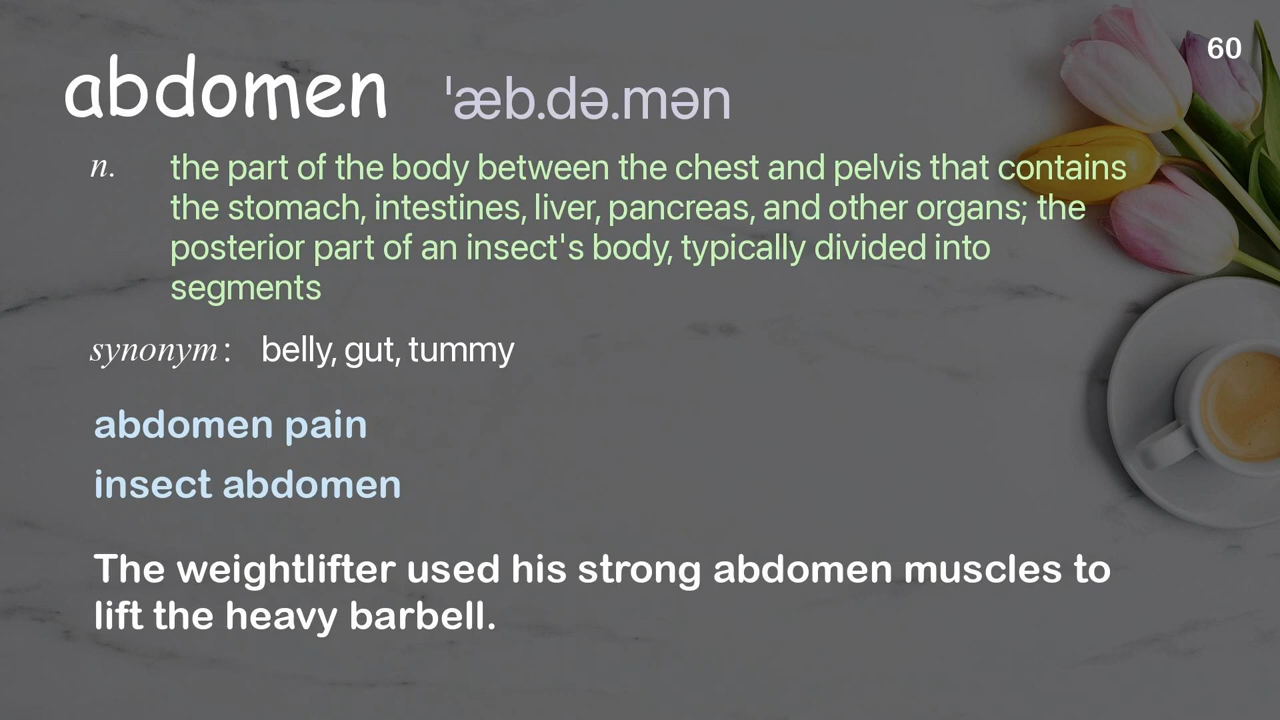 60
abdomen ˈæb.də.mən
n. the part of the body between the chest and pelvis that contains
the stomach, intestines, liver, pancreas, and other organs; the
posterior part of an insect's body, typically divided into
segments
synonym: belly, gut, tummy
abdomen pain
insect abdomen
The weightlifter used his strong abdomen muscles to
lift the heavy barbell.